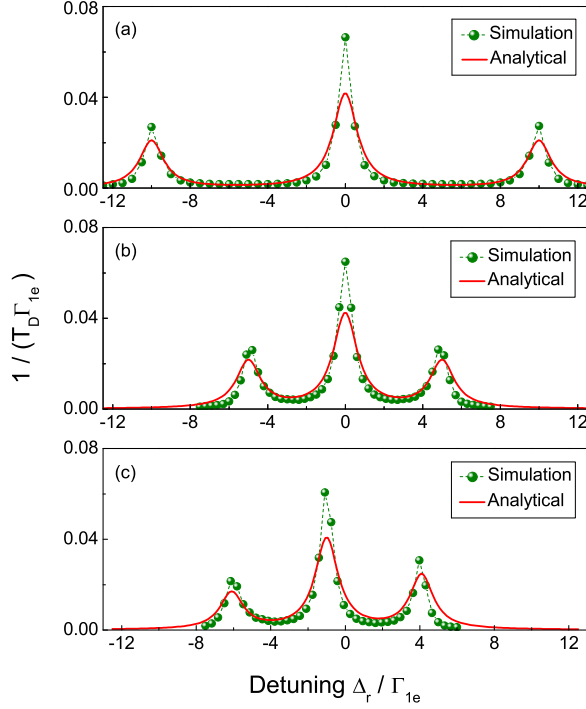 (a)
Simulation
Analytical
0.08
0.04
0.00
-12 -8 -4 0 4 8 12
(b)
Simulation
Analytical
0.08
0.04
0.00
-12 -8 -4 0 4 8 12
1 / (T_D Γ_1e)
(c)
Simulation
Analytical
0.08
0.04
0.00
-12 -8 -4 0 4 8 12
Detuning Δ_r / Γ_1e